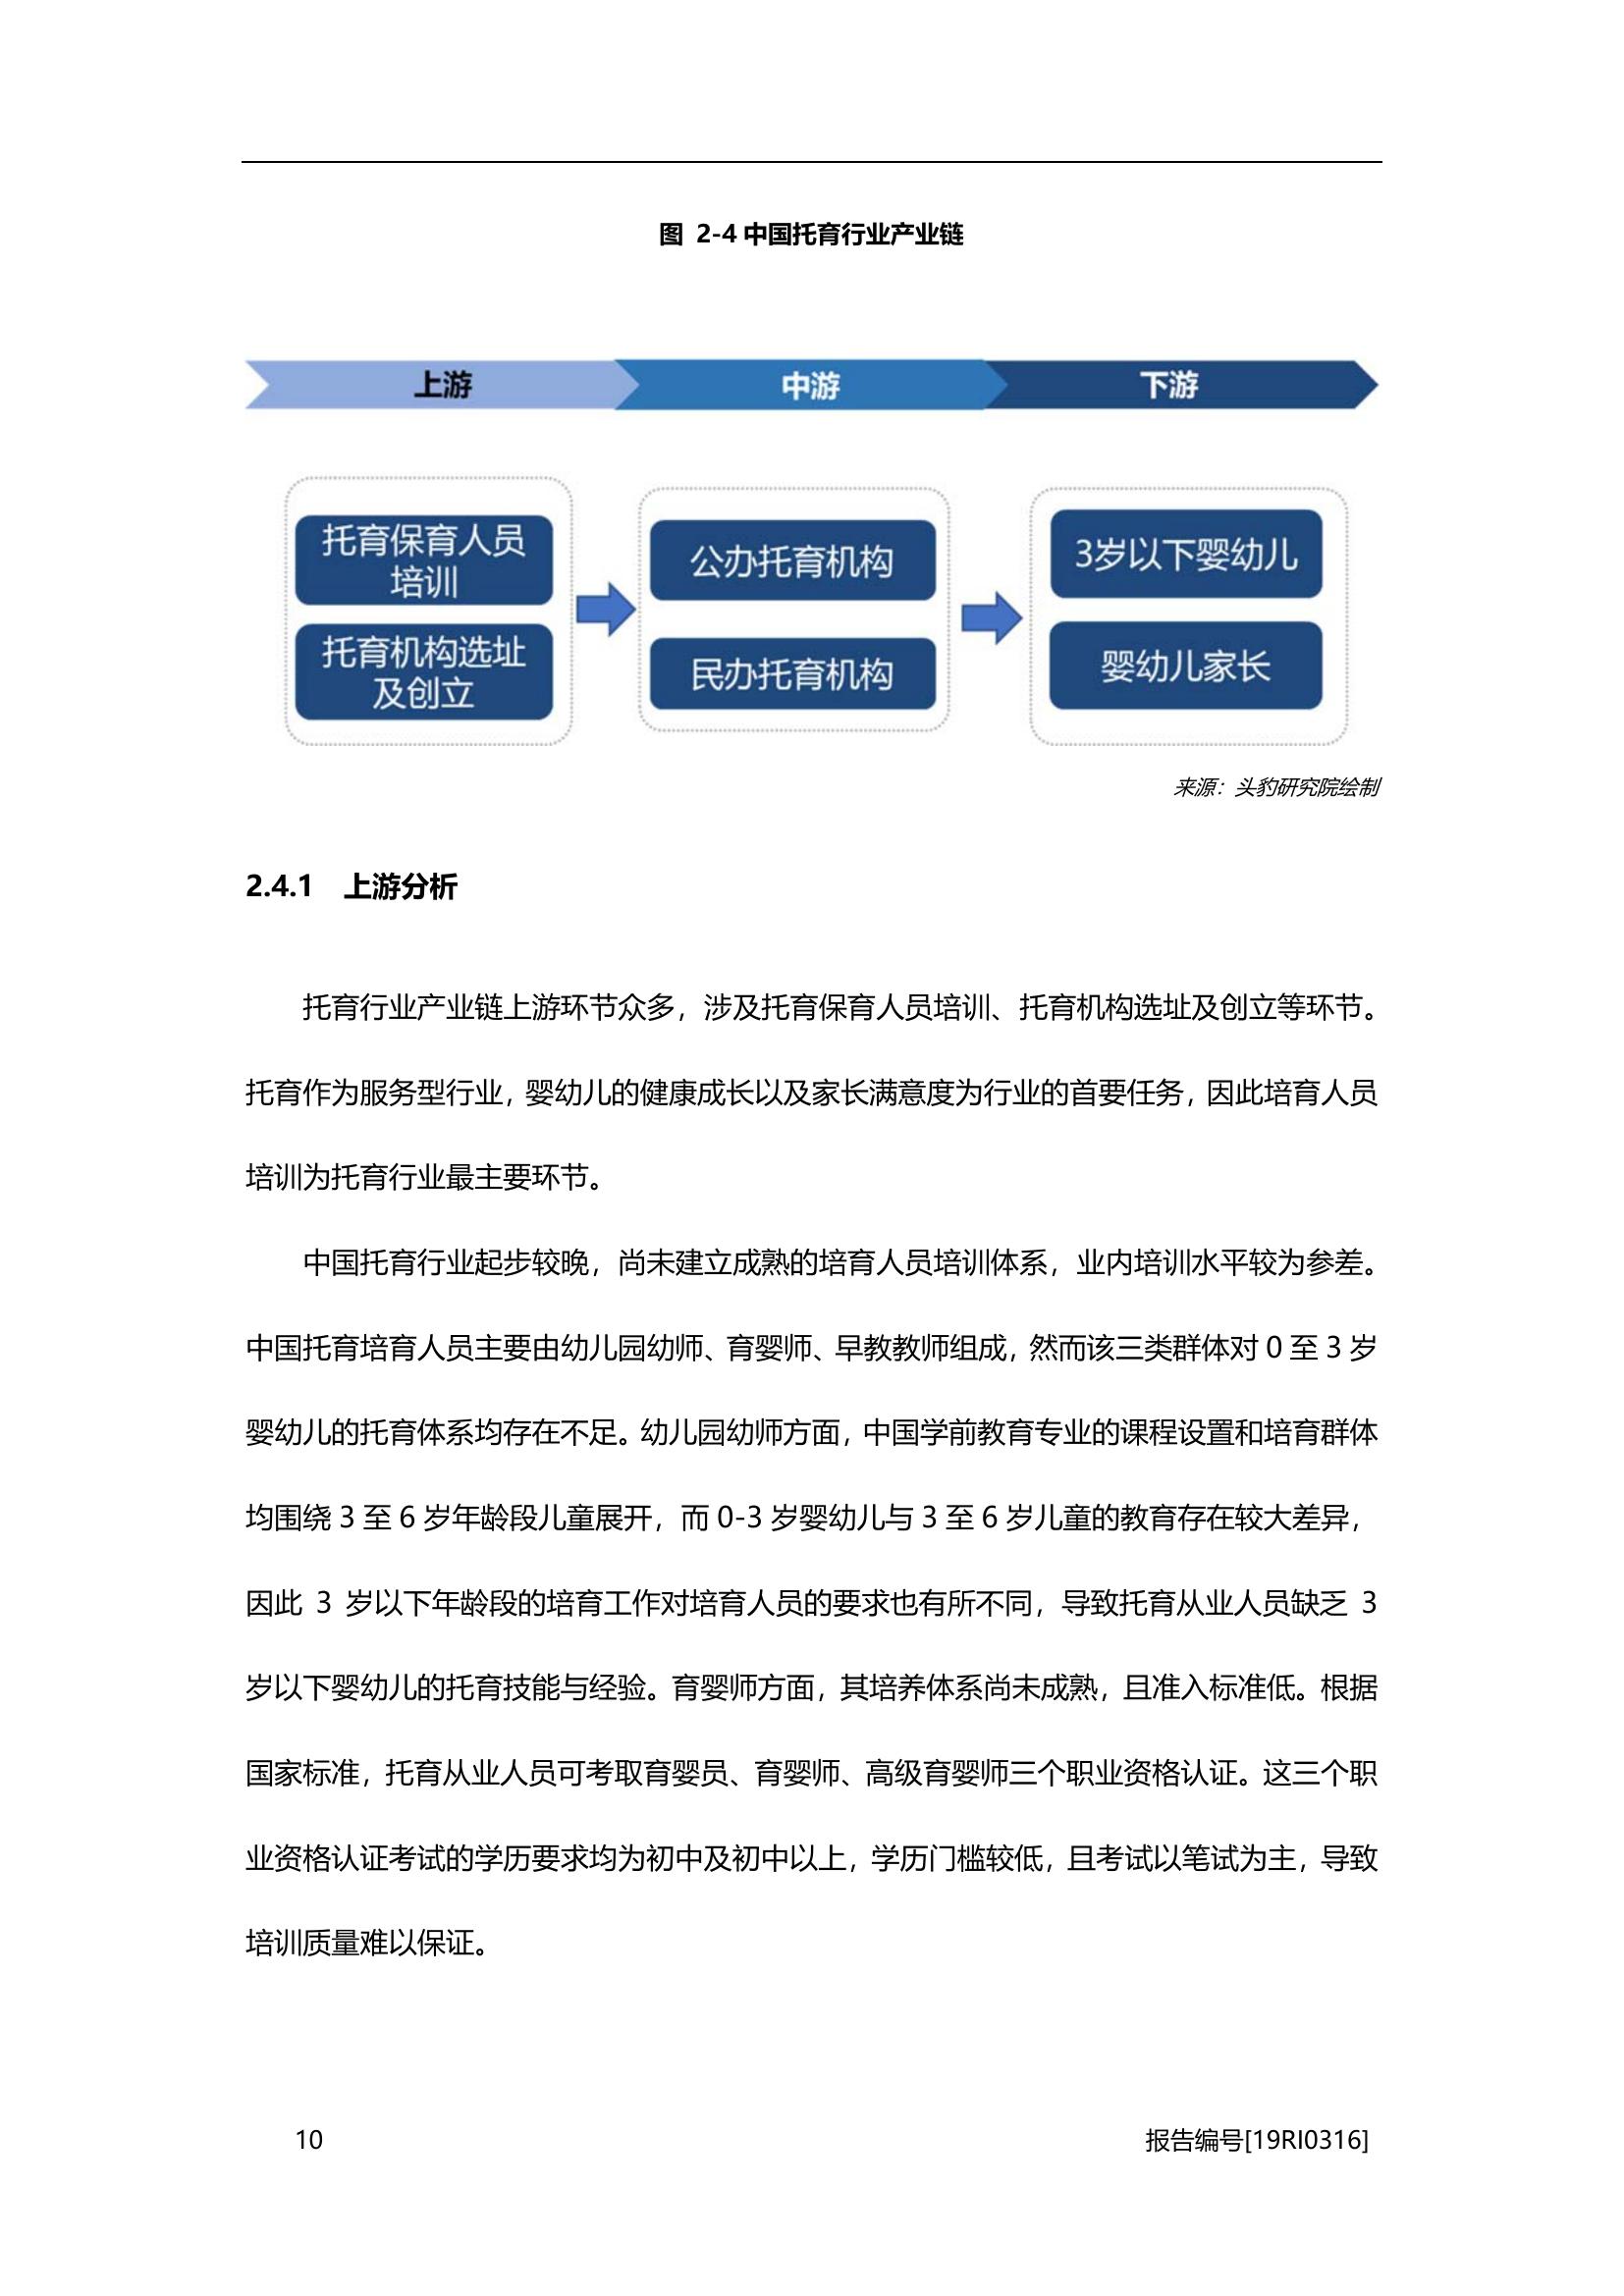 图 2-4 中国托育行业产业链
上游
中游
下游
托育保育人员
培训
托育机构选址
及创立
公办托育机构
民办托育机构
3岁以下婴幼儿
婴幼儿家长
来源：头豹研究院绘制
2.4.1 上游分析
托育行业产业链上游环节众多，涉及托育保育人员培训、托育机构选址及创立等环节。
托育作为服务型行业，婴幼儿的健康成长以及家长满意度为行业的首要任务，因此培育人员
培训为托育行业最主要环节。
中国托育行业起步较晚，尚未建立成熟的培育人员培训体系，业内培训水平较为参差。
中国托育培育人员主要由幼儿园幼师、育婴师、早教教师组成，然而该三类群体对 0 至 3 岁
婴幼儿的托育体系均存在不足。幼儿园幼师方面，中国学前教育专业的课程设置和培育群体
均围绕 3 至 6 岁年龄段儿童展开，而 0-3 岁婴幼儿与 3 至 6 岁儿童的教育存在较大差异，
因此 3 岁以下年龄段的培育工作对培育人员的要求也有所不同，导致托育从业人员缺乏 3
岁以下婴幼儿的托育技能与经验。育婴师方面，其培养体系尚未成熟，且准入标准低。根据
国家标准，托育从业人员可考取育婴员、育婴师、高级育婴师三个职业资格认证。这三个职
业资格认证考试的学历要求均为初中及初中以上，学历门槛较低，且考试以笔试为主，导致
培训质量难以保证。
10
报告编号[19RI0316]